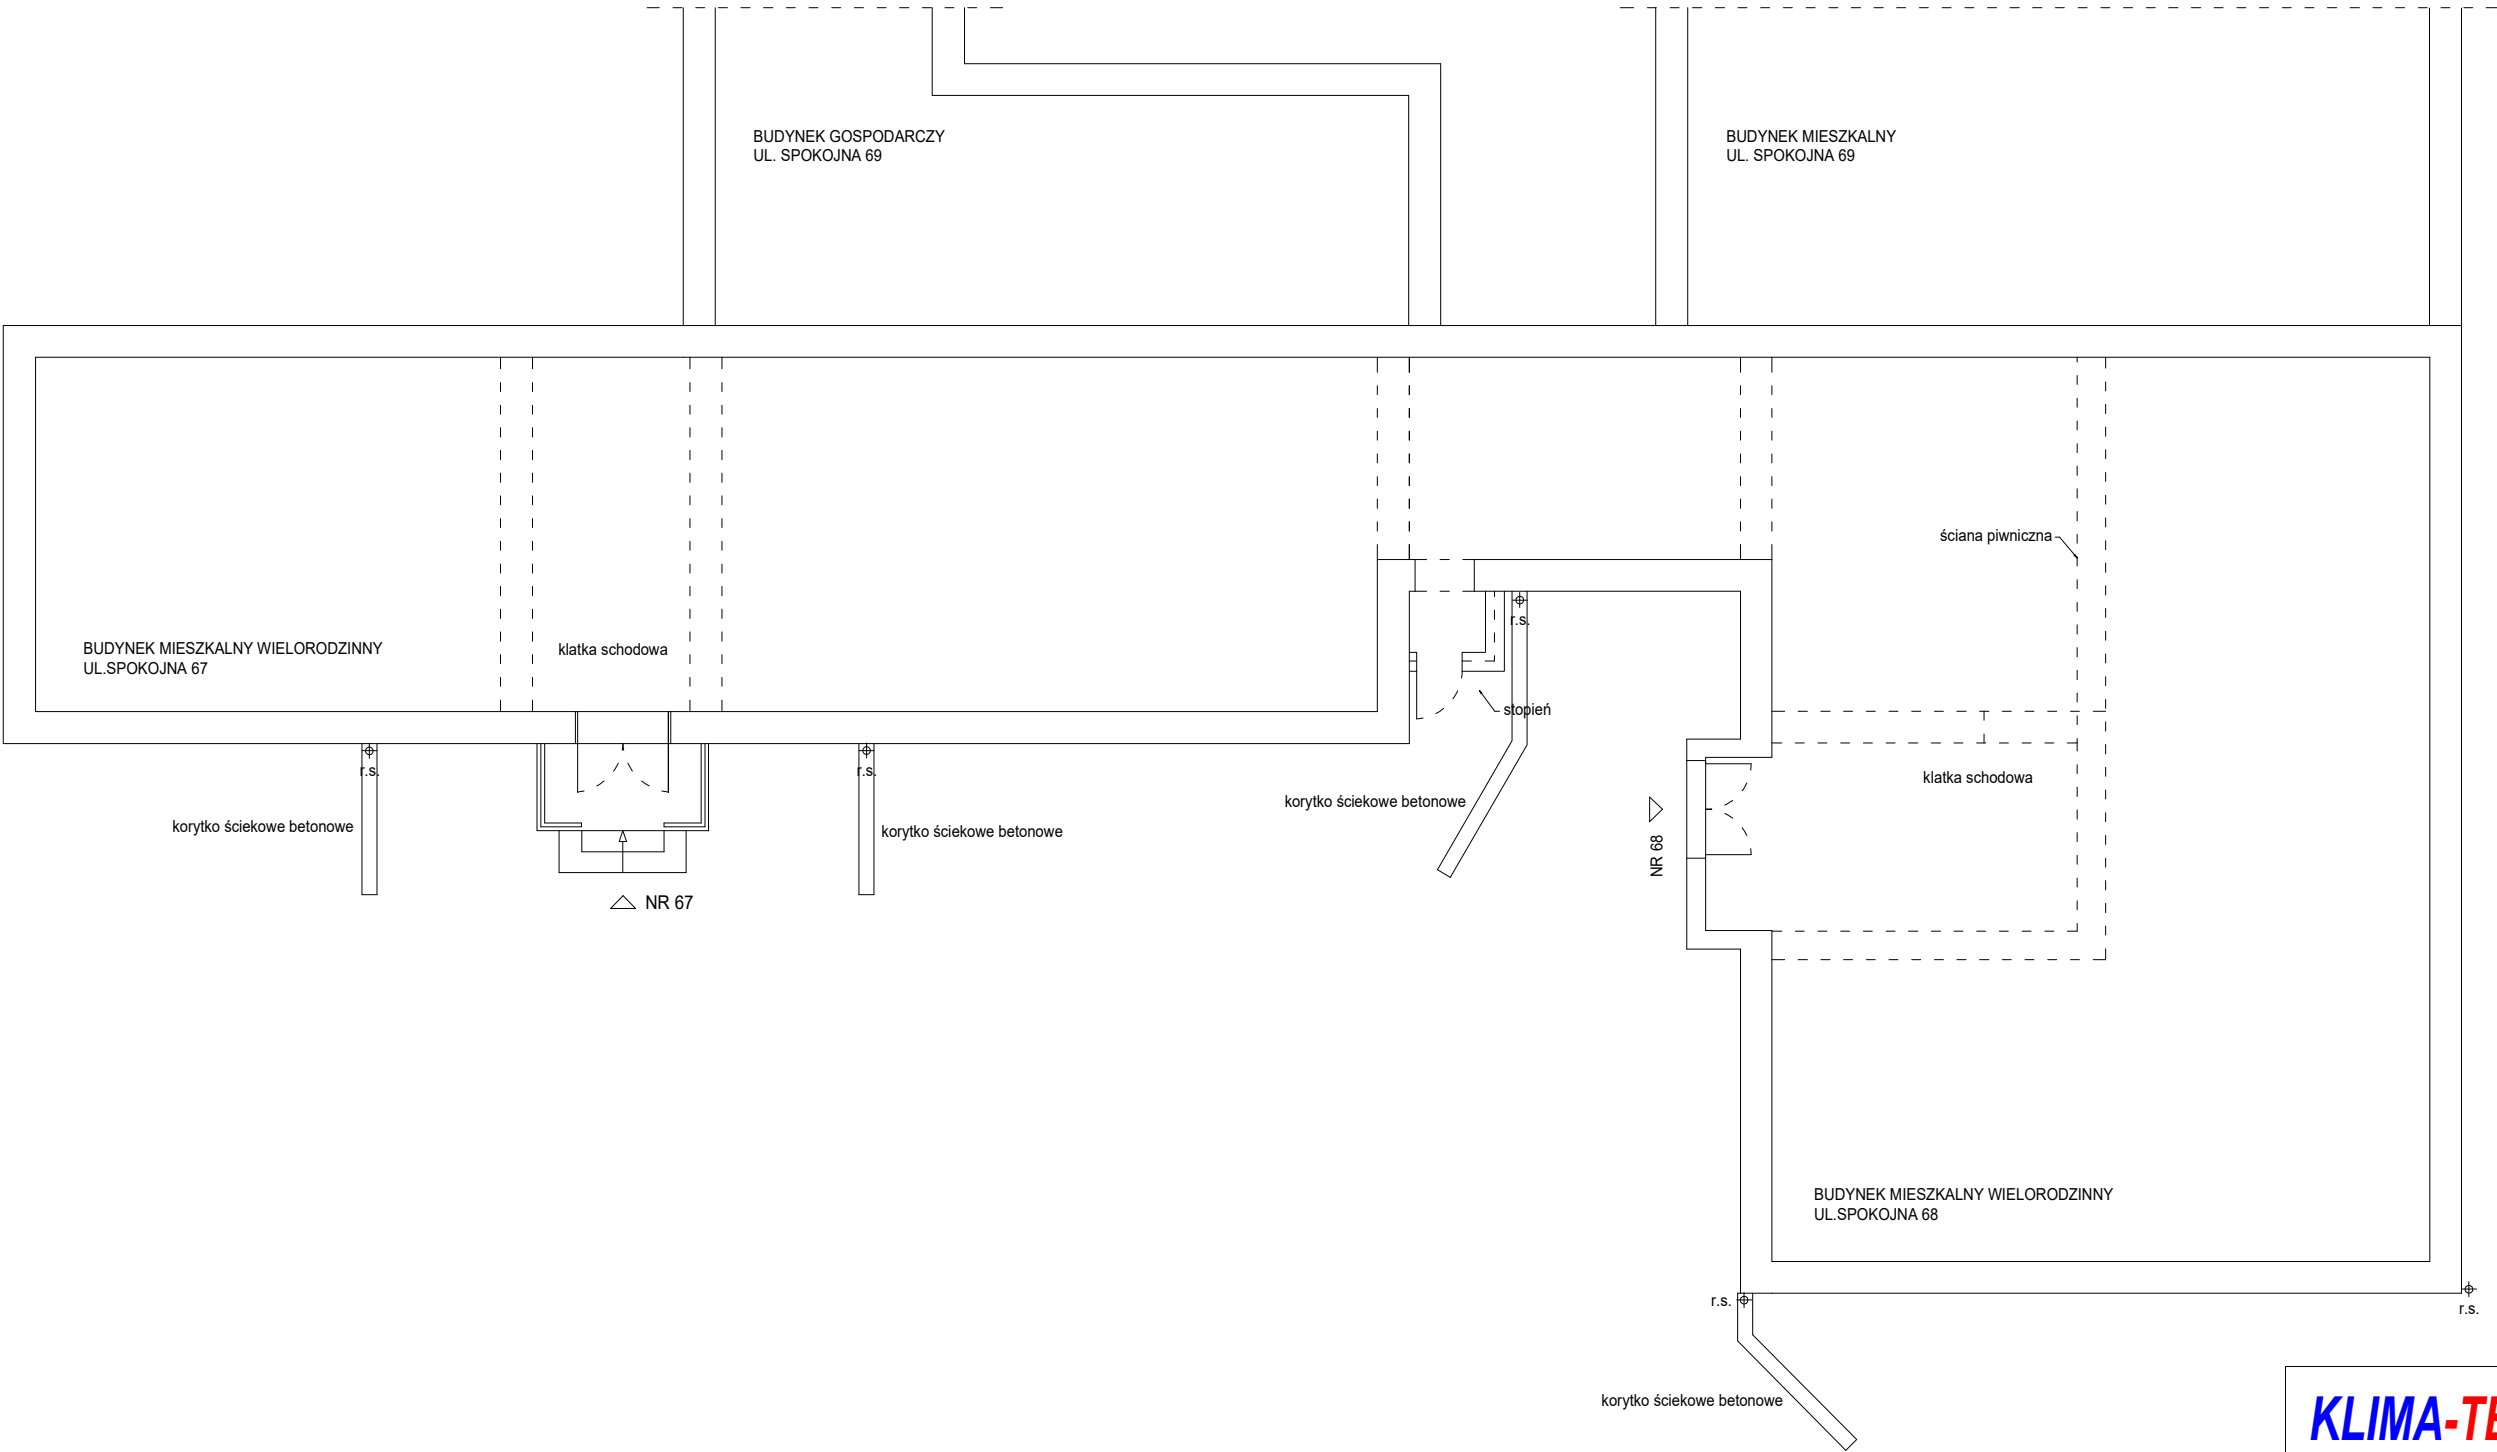 BUDYNEK GOSPODARCZY
UL. SPOKOJNA 69
BUDYNEK MIESZKALNY
UL. SPOKOJNA 69
ściana piwniczna
r.s.
BUDYNEK MIESZKALNY WIELORODZINNY
UL.SPOKOJNA 67
klatka schodowa
stopień
r.s.
r.s.
klatka schodowa
korytko ściekowe betonowe
korytko ściekowe betonowe
korytko ściekowe betonowe
NR 68
NR 67
BUDYNEK MIESZKALNY WIELORODZINNY
UL.SPOKOJNA 68
r.s.
r.s.
korytko ściekowe betonowe
KLIMA-TE